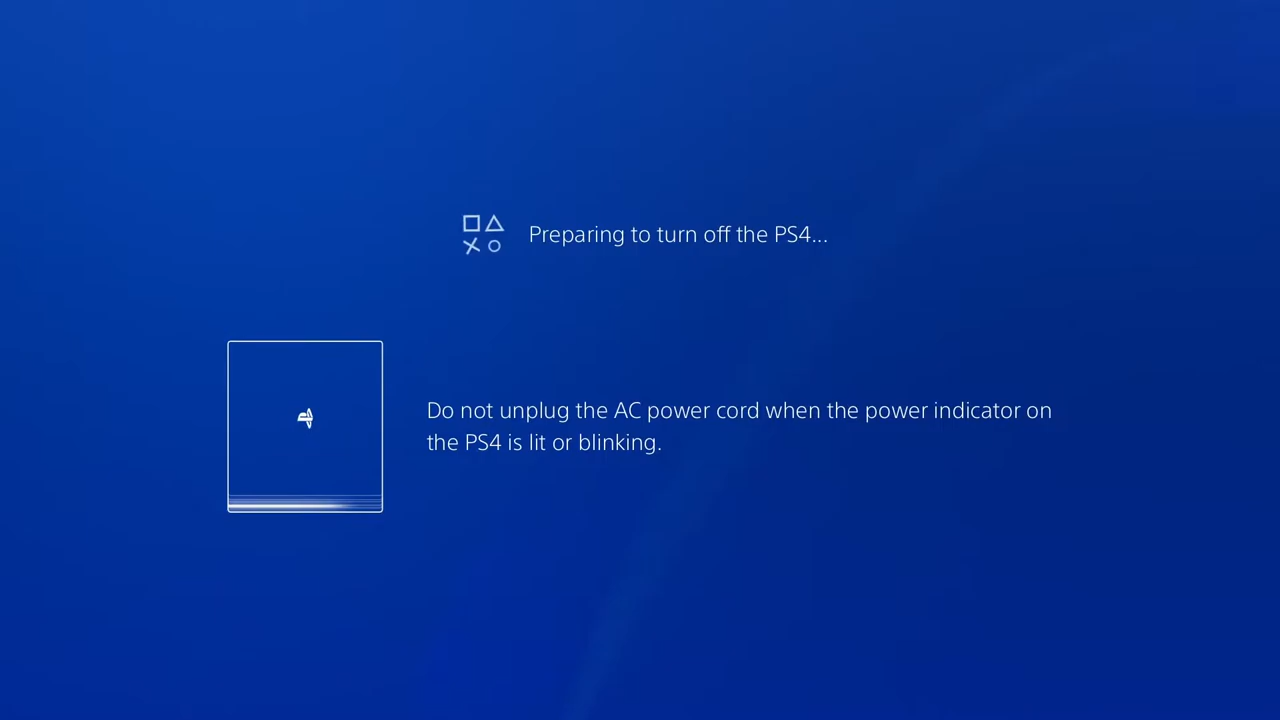 Preparing to turn off the PS4...
Do not unplug the AC power cord when the power indicator on
the PS4 is lit or blinking.